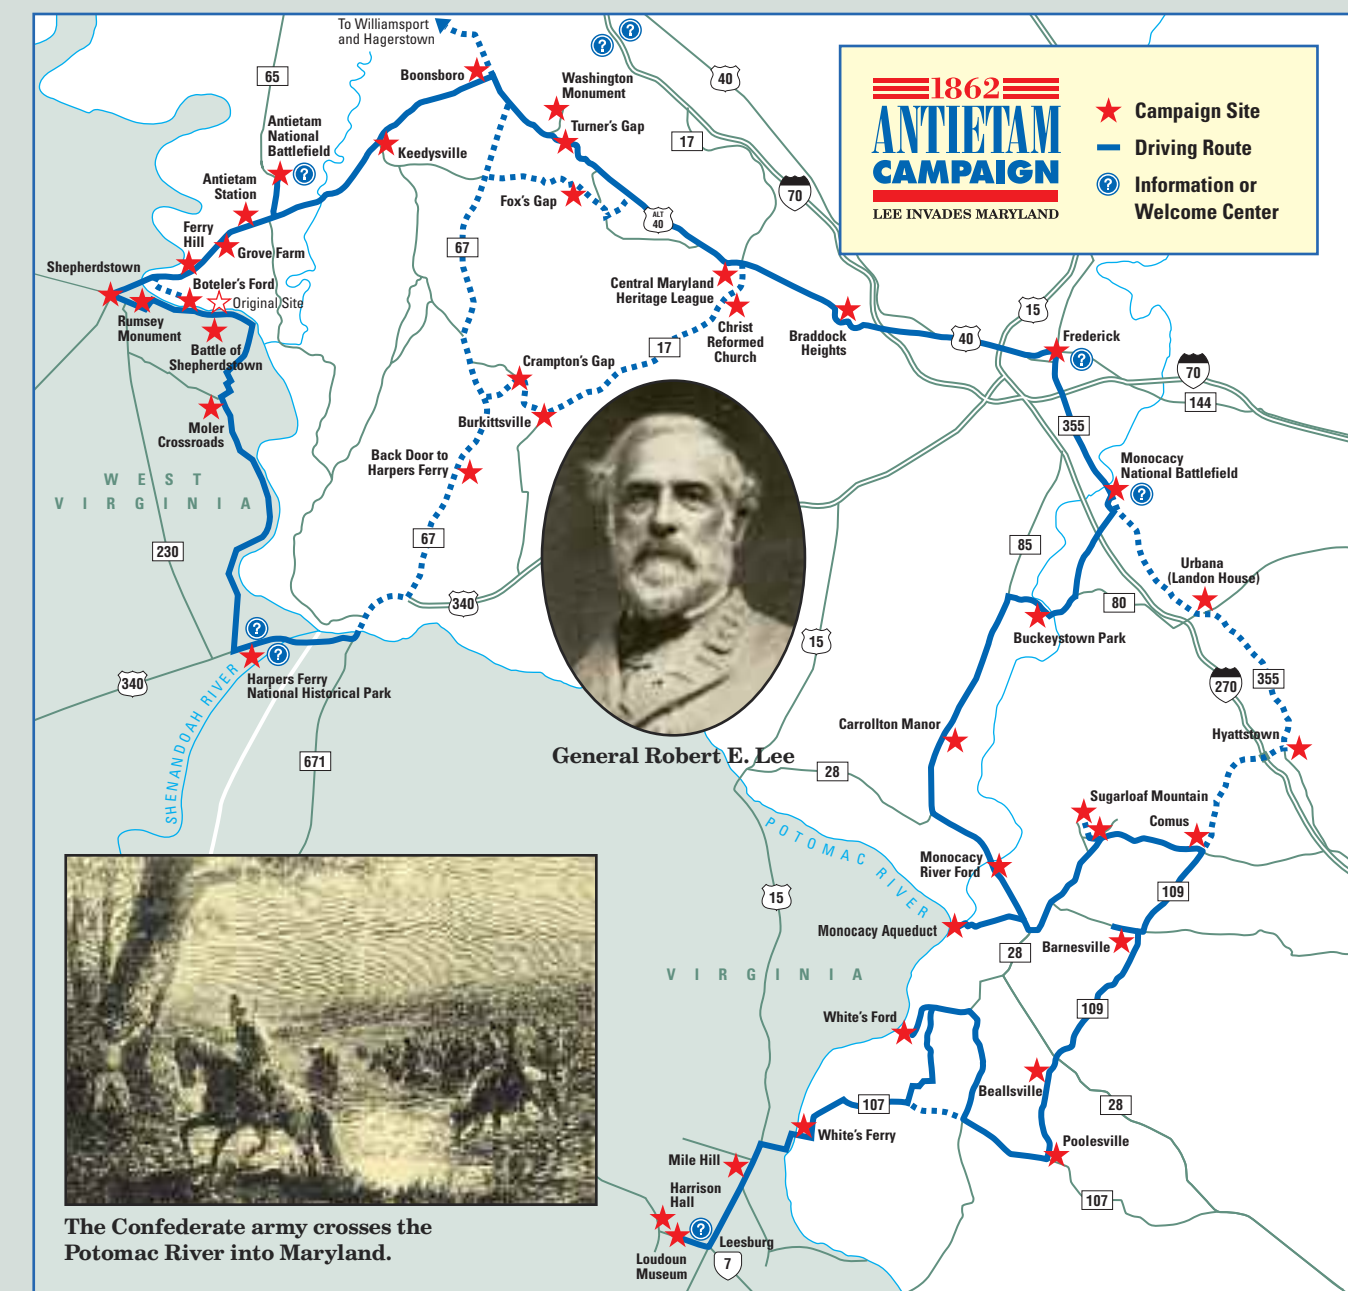 To Williamsport
and Hagerstown
Boonsboro
65
Washington
Monument
40
Turner's Gap
17
Antietam
National
Battlefield
Keedysville
Antietam
Station
Fox's Gap
70
ALT
40
1862
ANTIETAM
CAMPAIGN
LEE INVADES MARYLAND
Campaign Site
Driving Route
Information or
Welcome Center
?
?
?
Ferry
Hill
Grove Farm
67
Shepherdstown
Boteler's Ford
Original Site
Rumsey
Monument
Battle of
Shepherdstown
Central Maryland
Heritage League
Christ
Reformed
Church
Braddock
Heights
15
40
Frederick
?
70
144
17
Crampton's Gap
Burkittsville
355
Moler
Crossroads
Back Door to
Harpers Ferry
Monocacy
National Battlefield
?
WEST
VIRGINIA
230
67
85
Urbana
(Landon House)
340
80
Buckeystown Park
15
?
?
Harpers Ferry
National Historical Park
340
SHENANDOAH RIVER
270
355
Carrollton Manor
Hyattstown
General Robert E. Lee
671
28
POTOMAC RIVER
Sugarloaf Mountain
Comus
Monocacy
River Ford
15
109
Monocacy Aqueduct
Barnesville
28
VIRGINIA
109
White's Ford
Beallsville
28
107
White's Ferry
Poolesville
Mile Hill
107
Harrison
Hall
?
Leesburg
Loudoun
Museum
7
The Confederate army crosses the
Potomac River into Maryland.
?